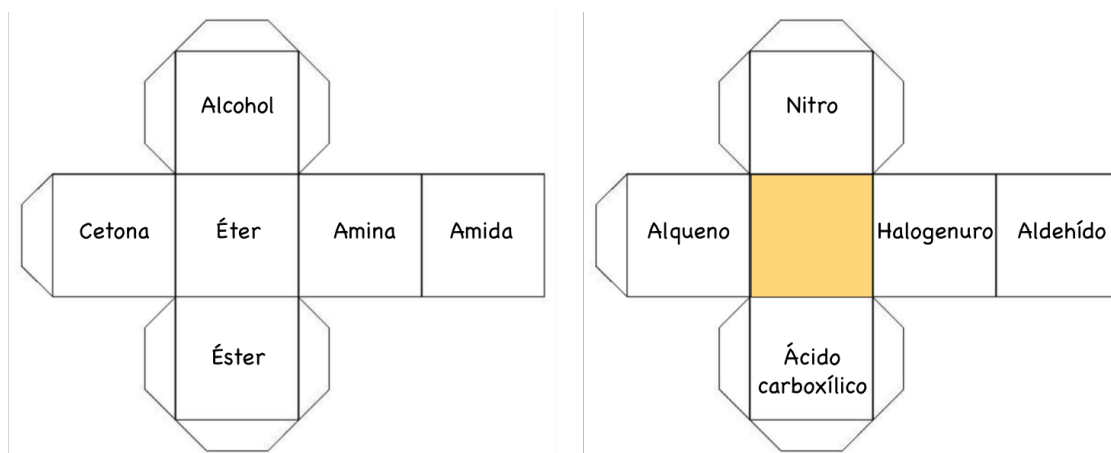 Alcohol
Cetona
Éter
Amina
Amida
Éster
Nitro
Alqueno
Halogenuro
Aldehído
Ácido
carboxílico